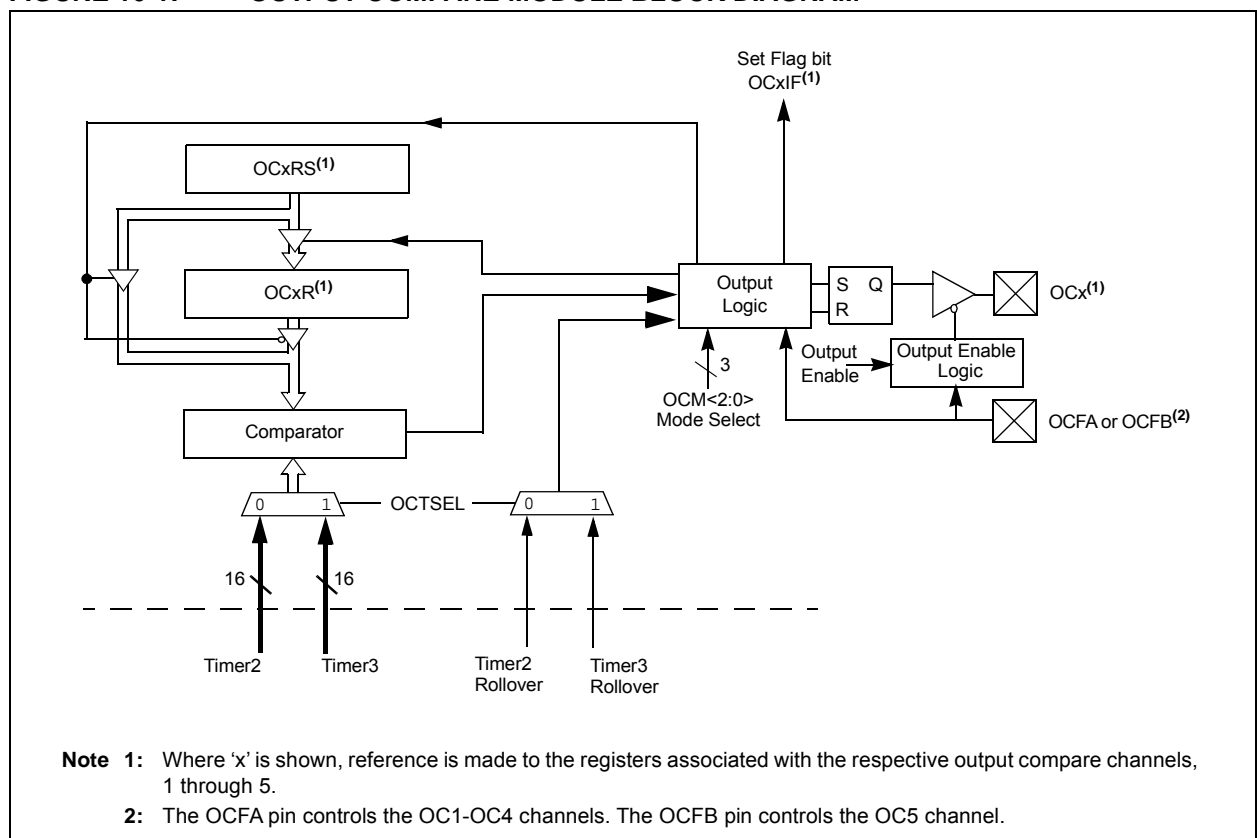 Set Flag bit
OCxIF(1)
OCxRS(1)
OCxR(1)
Output
Logic
S Q
R
OCx(1)
Output
Enable
Output Enable
Logic
3
OCM<2:0>
Mode Select
OCFA or OCFB(2)
Comparator
0 1
OCTSEL
0 1
16
16
Timer2
Timer3
Timer2
Rollover
Timer3
Rollover
Note 1: Where ‘x’ is shown, reference is made to the registers associated with the respective output compare channels,
1 through 5.
2: The OCFA pin controls the OC1-OC4 channels. The OCFB pin controls the OC5 channel.